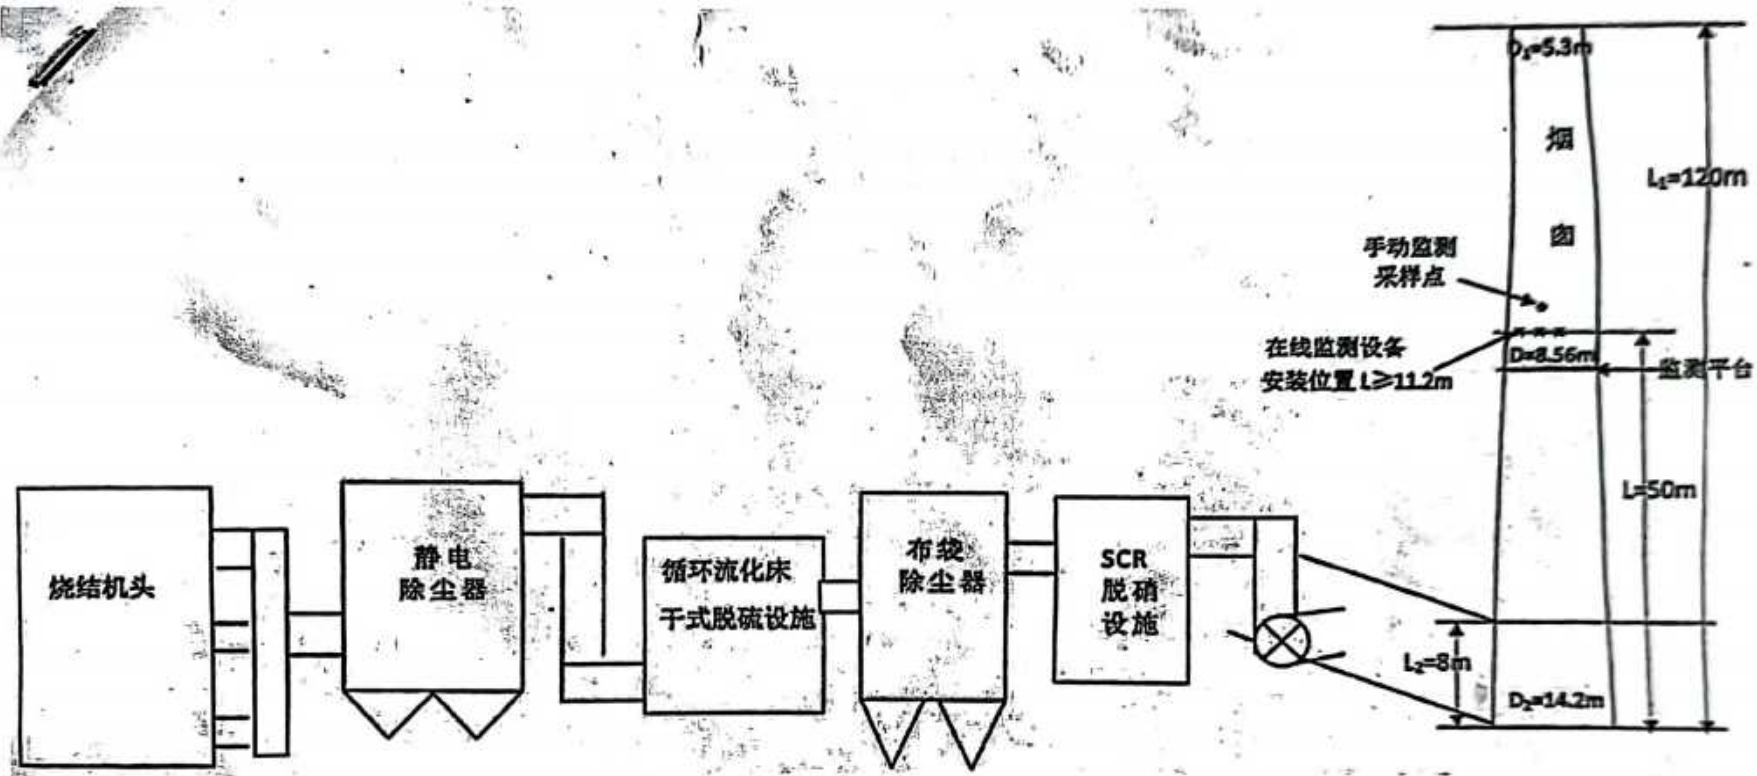 D₁=5.3m
烟
囱
L₁=120m
手动监测
采样点
在线监测设备
安装位置 L≥11.2m
D=8.56m
监测平台
L=50m
烧结机头
静电
除尘器
循环流化床
干式脱硫设施
布袋
除尘器
SCR
脱硝
设施
L₂=8m
D₂=14.2m